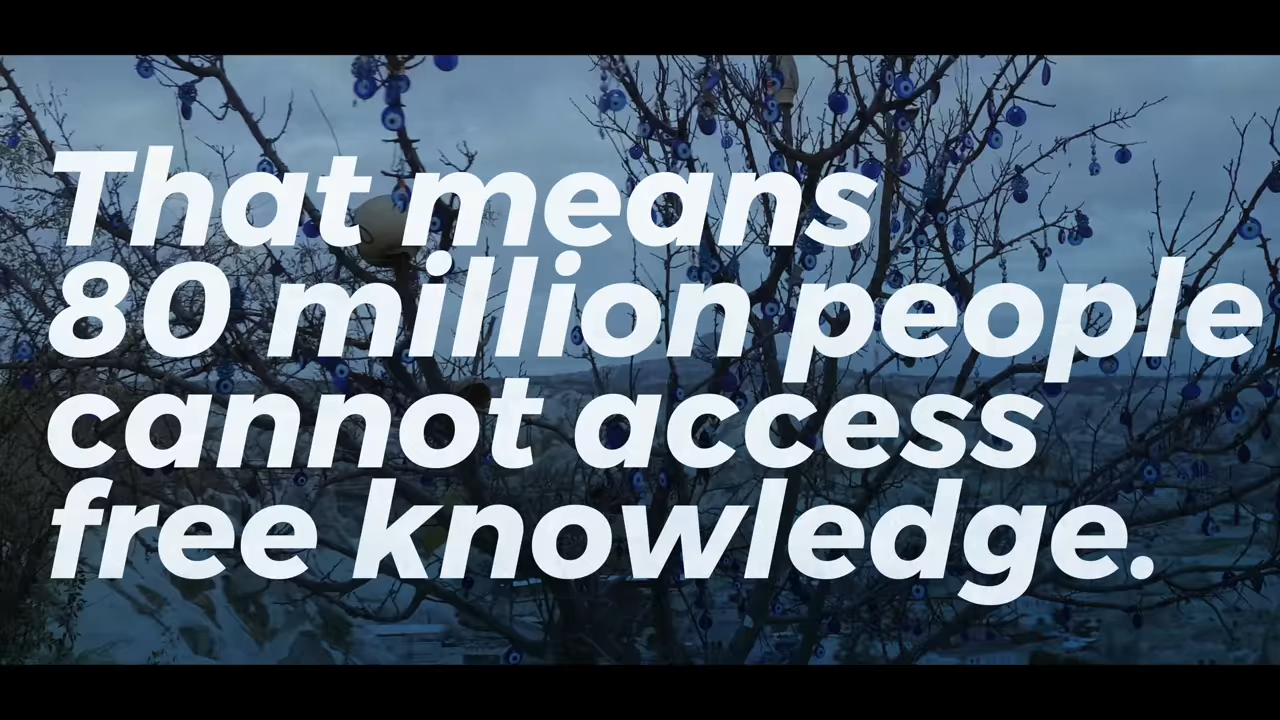 That means
80 million people
cannot access
free knowledge.